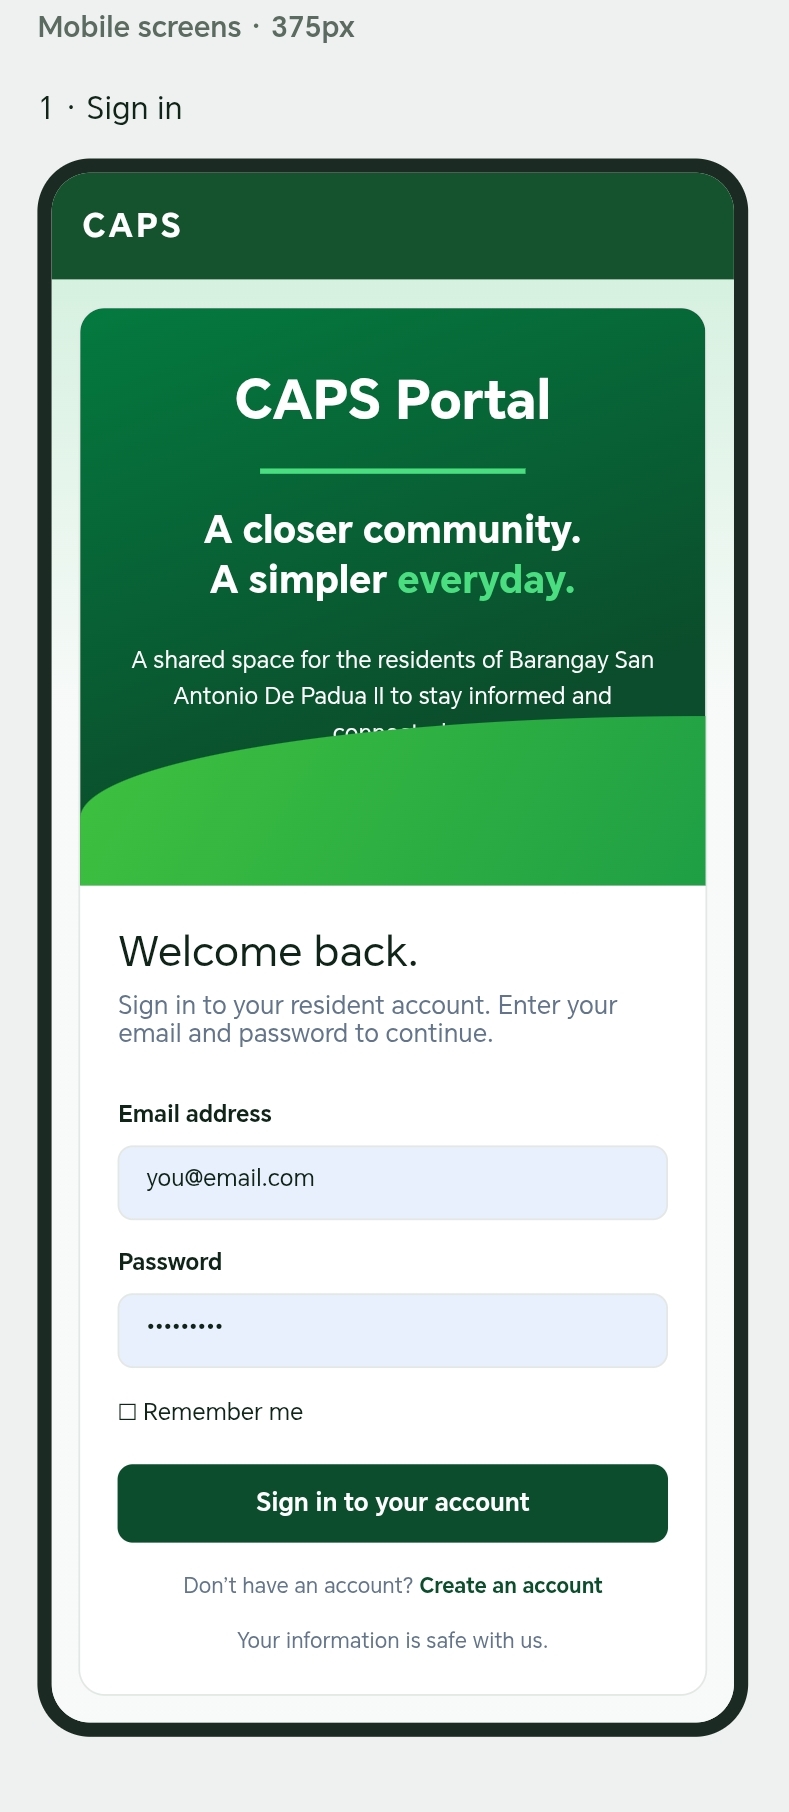 Mobile screens · 375px
1 · Sign in
CAPS
CAPS Portal
A closer community.
A simpler everyday.
A shared space for the residents of Barangay San
Antonio De Padua II to stay informed and
Welcome back.
Sign in to your resident account. Enter your
email and password to continue.
Email address
you@email.com
Password
•••••••••
☐ Remember me
Sign in to your account
Don’t have an account? Create an account
Your information is safe with us.